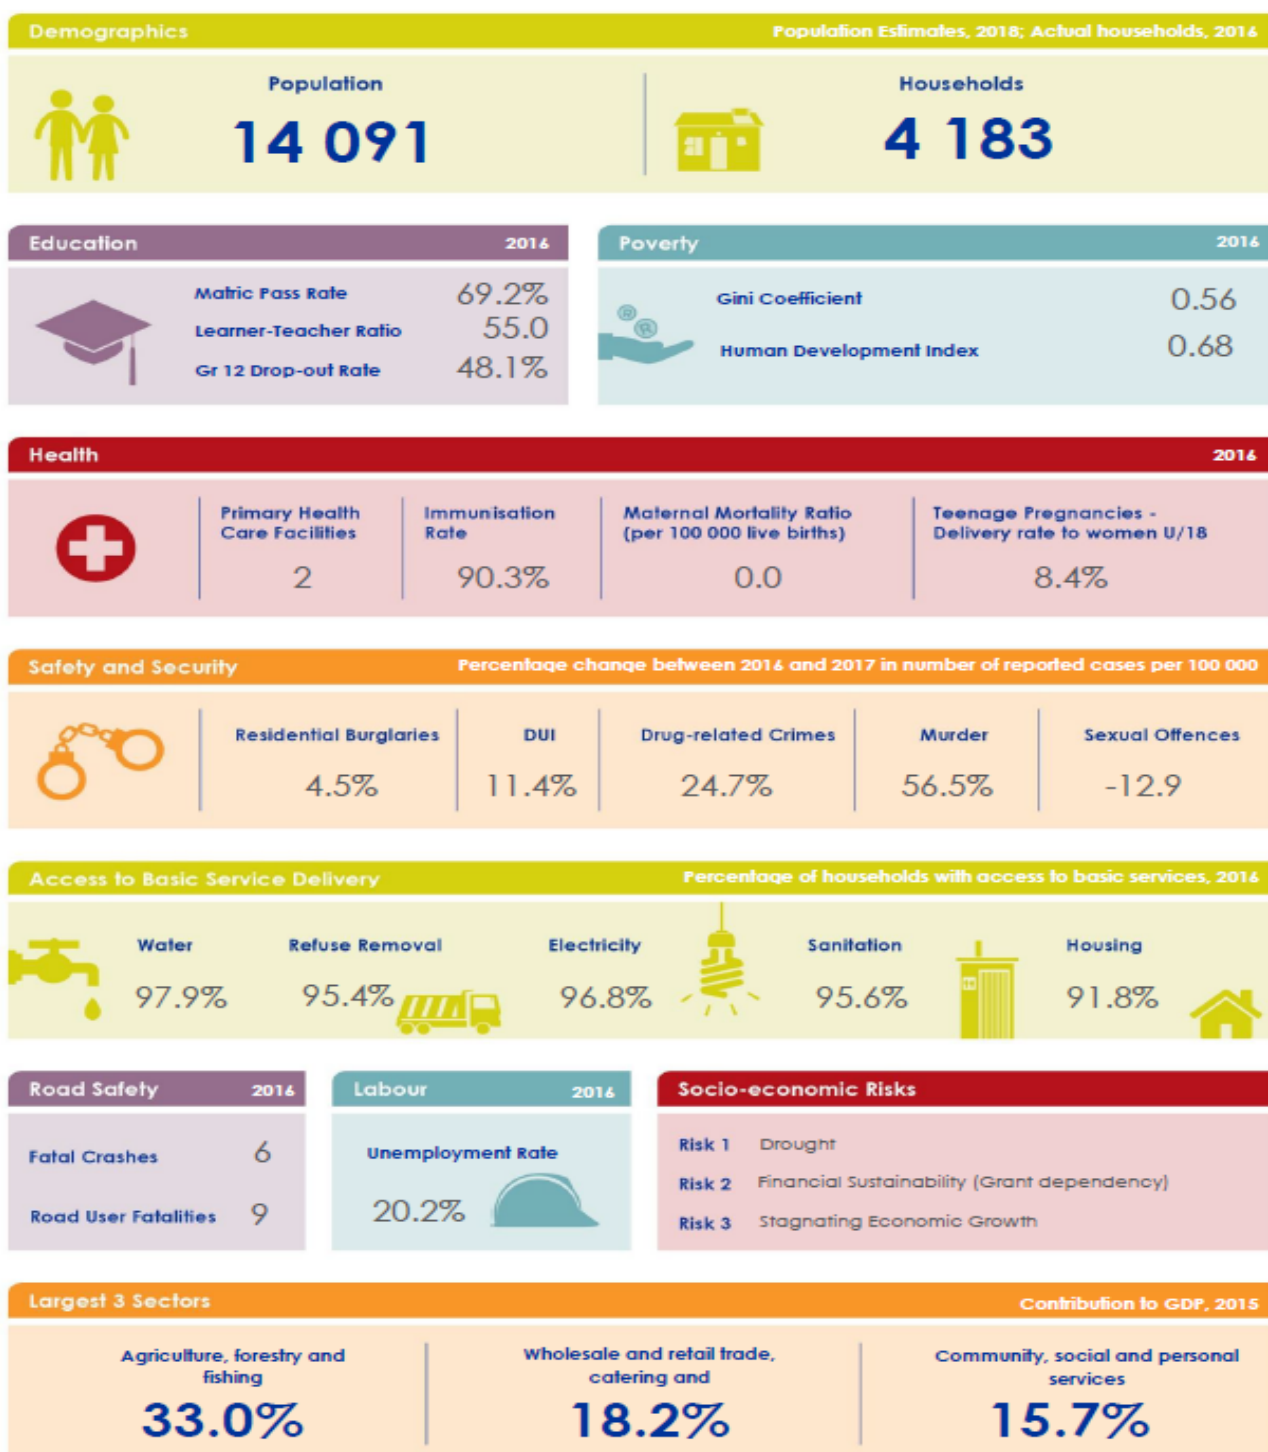 Demographics
Population Estimates, 2018; Actual households, 2016
Population
Households
14 091
4 183
Education
2016
Matric Pass Rate
69.2%
Learner-Teacher Ratio
55.0
Gr 12 Drop-out Rate
48.1%
Poverty
2016
Gini Coefficient
0.56
Human Development Index
0.68
Health
2016
Primary Health
Care Facilities
2
Immunisation
Rate
90.3%
Maternal Mortality Ratio
(per 100 000 live births)
0.0
Teenage Pregnancies -
Delivery rate to women U/18
8.4%
Safety and Security
Percentage change between 2016 and 2017 in number of reported cases per 100 000
Residential Burglaries
4.5%
DUI
11.4%
Drug-related Crimes
24.7%
Murder
56.5%
Sexual Offences
-12.9
Access to Basic Service Delivery
Percentage of households with access to basic services, 2016
Water
97.9%
Refuse Removal
95.4%
Electricity
96.8%
Sanitation
95.6%
Housing
91.8%
Road Safety
2016
Fatal Crashes
6
Road User Fatalities
9
Labour
2016
Unemployment Rate
20.2%
Socio-economic Risks
Risk 1 Drought
Risk 2 Financial Sustainability (Grant dependency)
Risk 3 Stagnating Economic Growth
Largest 3 Sectors
Contribution to GDP, 2015
Agriculture, forestry and
fishing
33.0%
Wholesale and retail trade,
catering and
18.2%
Community, social and personal
services
15.7%